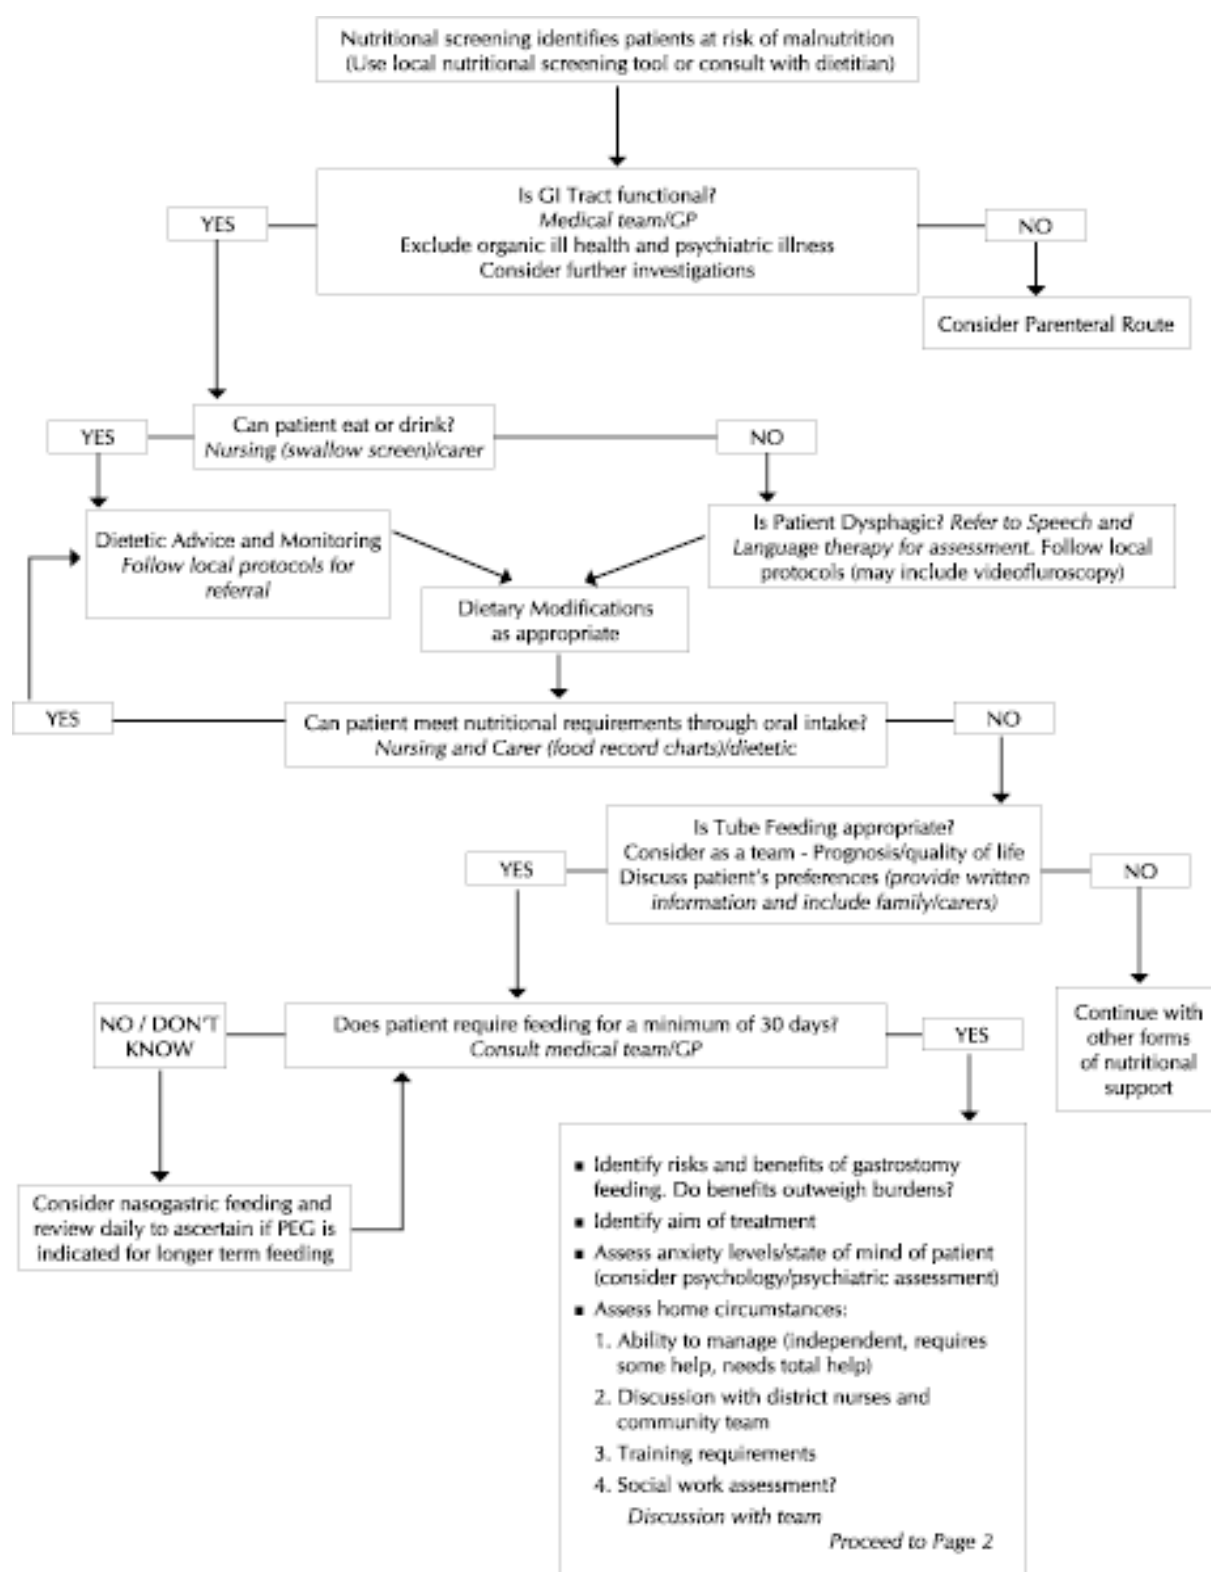 Nutritional screening identifies patients at risk of malnutrition
(Use local nutritional screening tool or consult with dietitian)
Is GI Tract functional?
Medical team/GP
Exclude organic ill health and psychiatric illness
Consider further investigations
YES
NO
Consider Parenteral Route
Can patient eat or drink?
Nursing (swallow screen)/carer
YES
NO
Dietetic Advice and Monitoring
Follow local protocols for
referral
Is Patient Dysphagic? Refer to Speech and
Language therapy for assessment. Follow local
protocols (may include videofluroscopy)
Dietary Modifications
as appropriate
YES
Can patient meet nutritional requirements through oral intake?
Nursing and Carer (food record charts)/dietetic
NO
Is Tube Feeding appropriate?
Consider as a team - Prognosis/quality of life
Discuss patient's preferences (provide written
information and include family/carers)
YES
NO
Continue with
other forms
of nutritional
support
NO / DON'T
KNOW
Does patient require feeding for a minimum of 30 days?
Consult medical team/GP
YES
Consider nasogastric feeding and
review daily to ascertain if PEG is
indicated for longer term feeding
▪ Identify risks and benefits of gastrostomy
feeding. Do benefits outweigh burdens?
▪ Identify aim of treatment
▪ Assess anxiety levels/state of mind of patient
(consider psychology/psychiatric assessment)
▪ Assess home circumstances:
1. Ability to manage (independent, requires
some help, needs total help)
2. Discussion with district nurses and
community team
3. Training requirements
4. Social work assessment?
Discussion with team
Proceed to Page 2